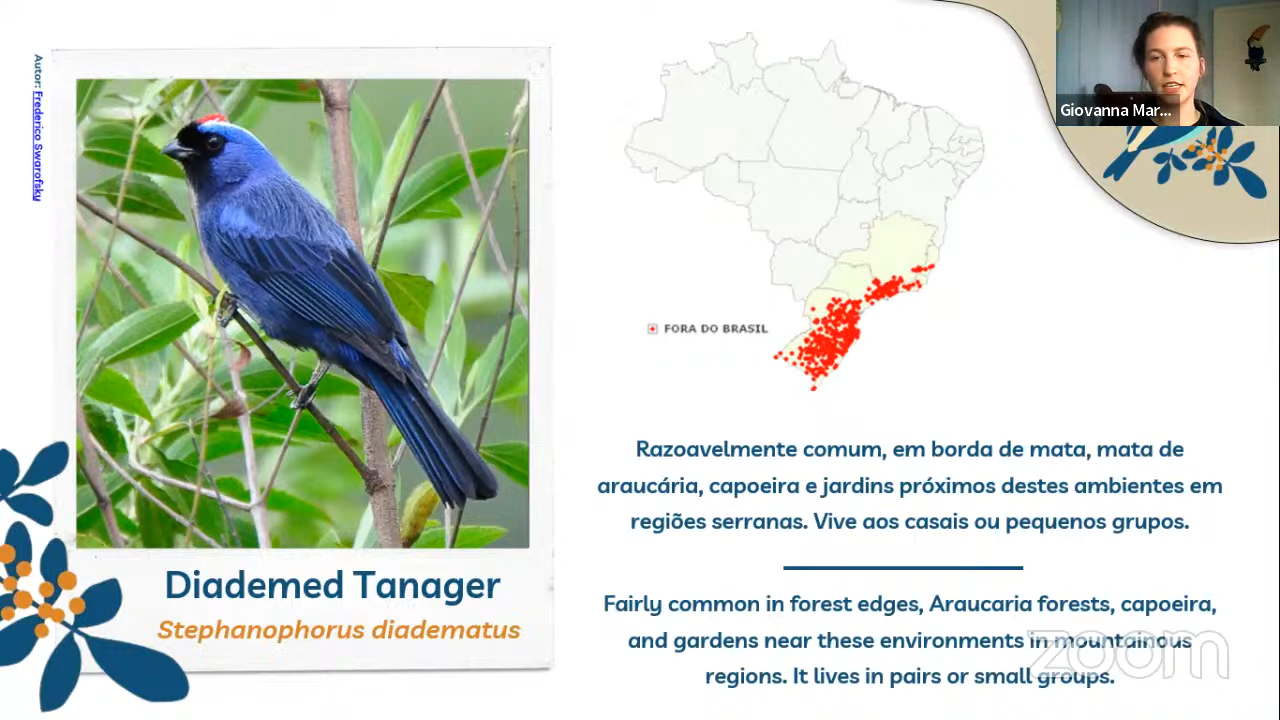 Autor: Frederico Swarofsky
Giovanna Mar...
FORA DO BRASIL
Razoavelmente comum, em borda de mata, mata de
araucária, capoeira e jardins próximos destes ambientes em
regiões serranas. Vive aos casais ou pequenos grupos.
Diademed Tanager
Stephanophorus diadematus
Fairly common in forest edges, Araucaria forests, capoeira,
and gardens near these environments in mountainous
regions. It lives in pairs or small groups.
zoom